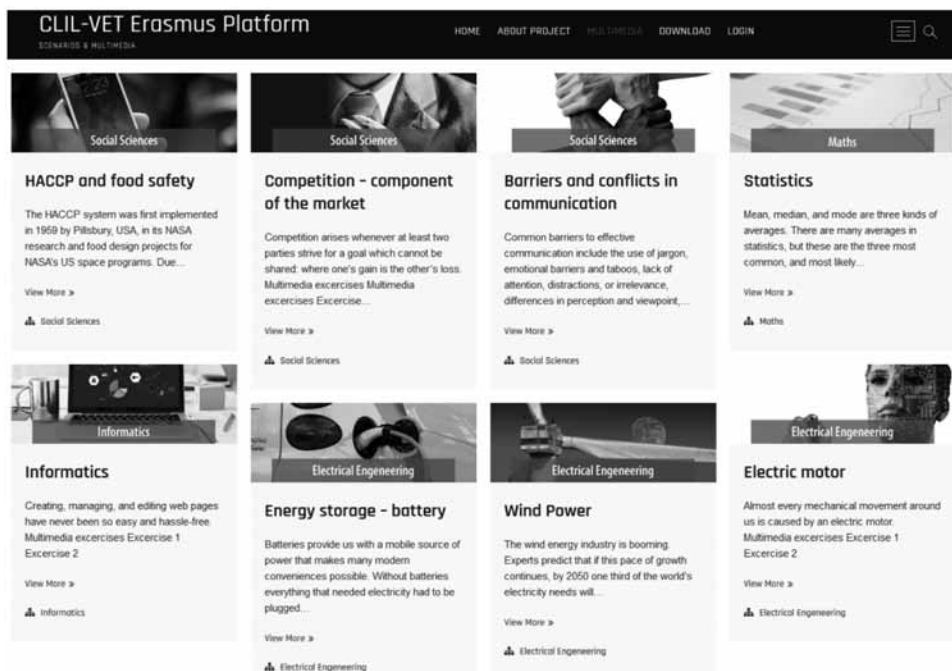 CLIL-VET Erasmus Platform
SCENARIOS & MULTIMEDIA
HOME ABOUT PROJECT MULTIMEDIA DOWNLOAD LOGIN
Social Sciences
HACCP and food safety
The HACCP system was first implemented
in 1959 by Pillsbury, USA, in its NASA
research and food design projects for
NASA's US space programs. Due...
View More »
Social Sciences
Social Sciences
Competition – component
of the market
Competition arises whenever at least two
parties strive for a goal which cannot be
shared: where one's gain is the other's loss.
Multimedia excercises Multimedia
excercises Excercise...
View More »
Social Sciences
Social Sciences
Barriers and conflicts in
communication
Common barriers to effective
communication include the use of jargon,
emotional barriers and taboos, lack of
attention, distractions, or irrelevance,
differences in perception and viewpoint,...
View More »
Social Sciences
Maths
Statistics
Mean, median, and mode are three kinds of
averages. There are many averages in
statistics, but these are the three most
common, and most likely...
View More »
Maths
Informatics
Informatics
Creating, managing, and editing web pages
have never been so easy and hassle-free.
Multimedia excercises Excercise 1
Excercise 2
View More »
Informatics
Electrical Engeneering
Energy storage – battery
Batteries provide us with a mobile source of
power that makes many modern
conveniences possible. Without batteries
everything that needed electricity had to be
plugged...
View More »
Electrical Engeneering
Electrical Engeneering
Wind Power
The wind energy industry is booming.
Experts predict that if this pace of growth
continues, by 2050 one third of the world's
electricity needs will...
View More »
Electrical Engeneering
Electrical Engeneering
Electric motor
Almost every mechanical movement around
us is caused by an electric motor.
Multimedia excercises Excercise 1
Excercise 2
View More »
Electrical Engeneering